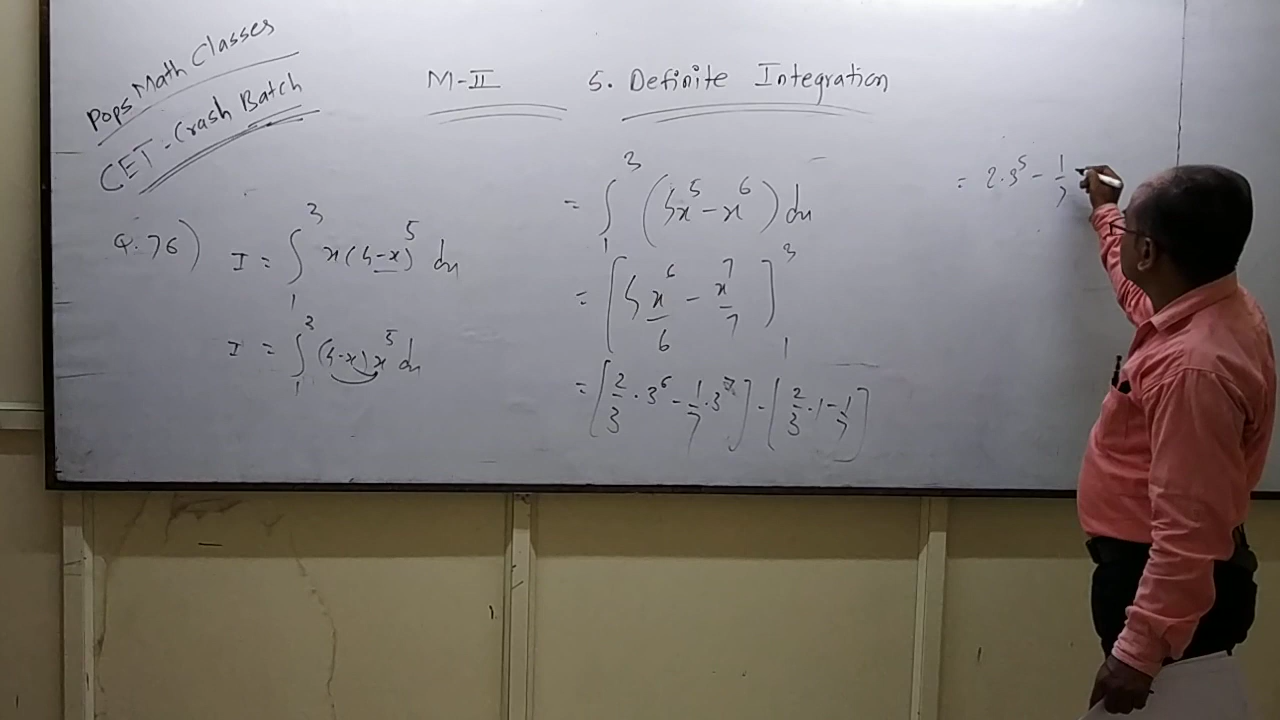 Pops Math Classes
CET-Crash Batch
M-II
5. Definite Integration
Q.76) I = ∫₁³ x(4-x)⁵ dx
I = ∫₁³ (4-x)x⁵ dx
= ∫₁³ (4x⁵ - x⁶) dx
= [4 x⁶/6 - x⁷/7]₁³
= [2/3 · 3⁶ - 1/7 · 3⁷] - [2/3 · 1 - 1/7]
= 2·3⁵ - 1/7